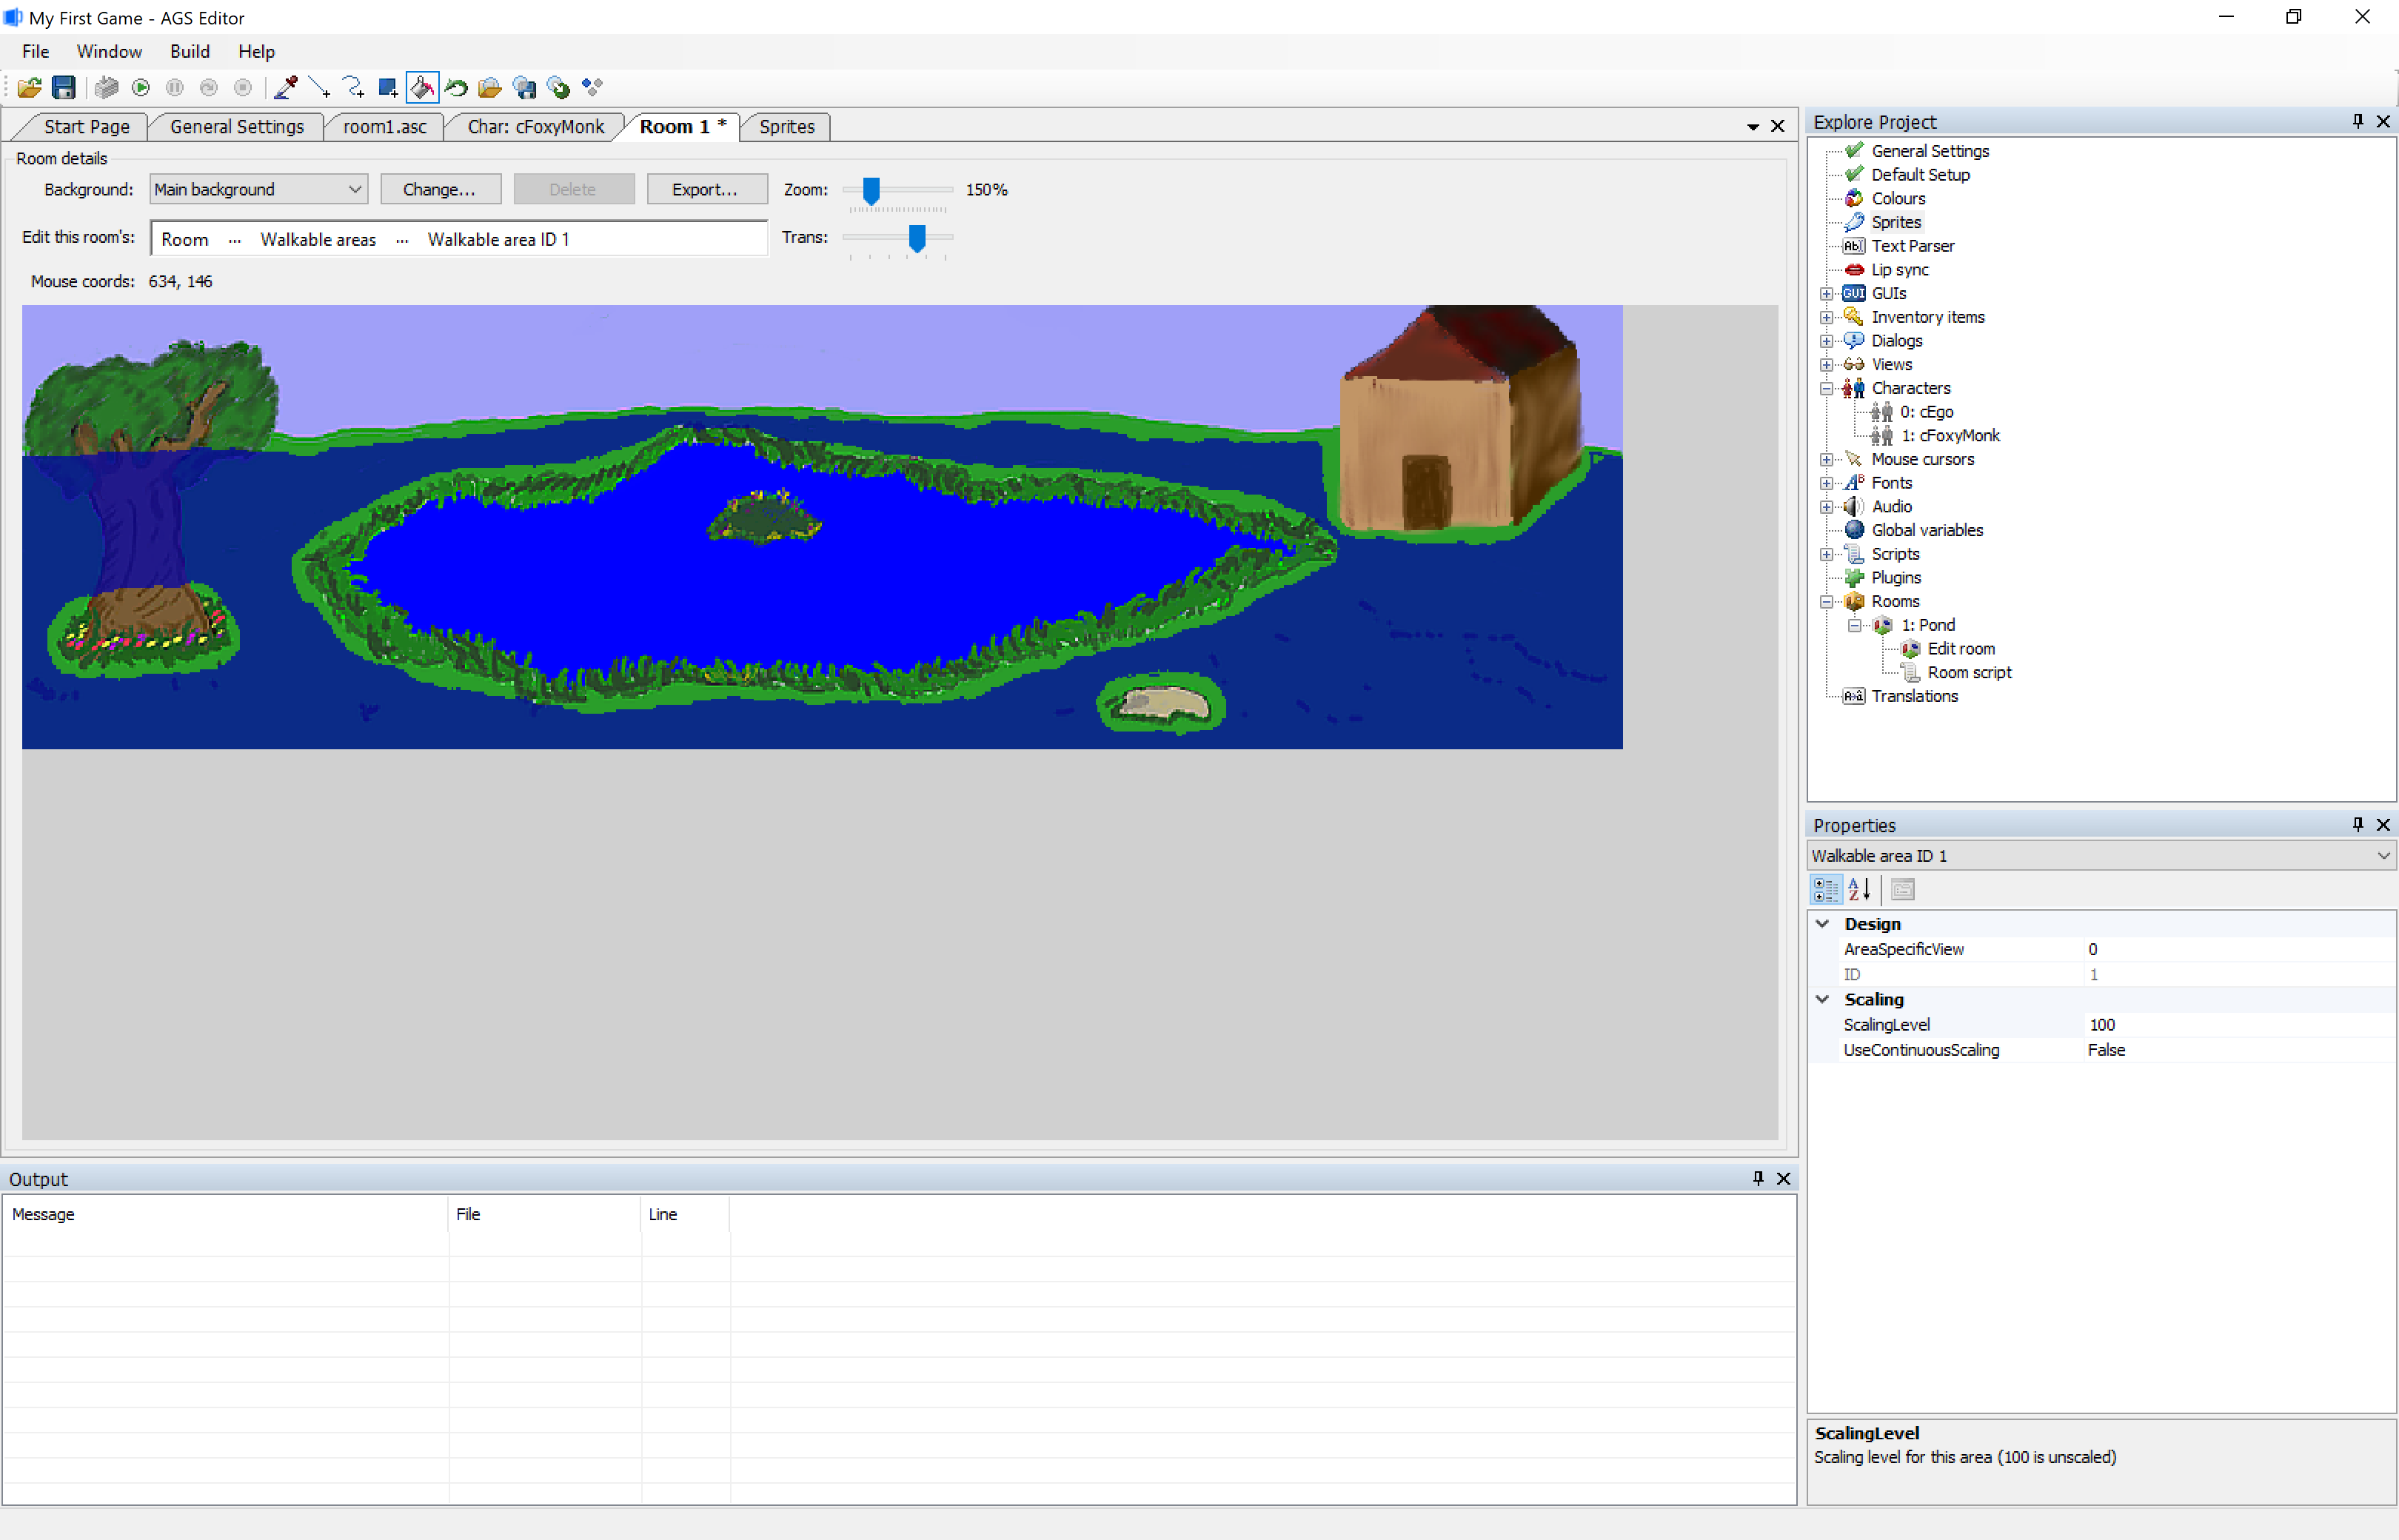 My First Game - AGS Editor
File Window Build Help
Start Page General Settings room1.asc Char: cFoxyMonk Room 1 * Sprites
Room details
Background: Main background Change... Delete Export... Zoom: 150%
Edit this room's: Room ... Walkable areas ... Walkable area ID 1 Trans:
Mouse coords: 634, 146
Explore Project
General Settings
Default Setup
Colours
Sprites
Ab Text Parser
Lip sync
GUI GUIs
Inventory items
Dialogs
Views
Characters
0: cEgo
1: cFoxyMonk
Mouse cursors
Fonts
Audio
Global variables
Scripts
Plugins
Rooms
1: Pond
Edit room
Room script
Translations
Properties
Walkable area ID 1
Design
AreaSpecificView 0
ID 1
Scaling
ScalingLevel 100
UseContinuousScaling False
ScalingLevel
Scaling level for this area (100 is unscaled)
Output
Message File Line